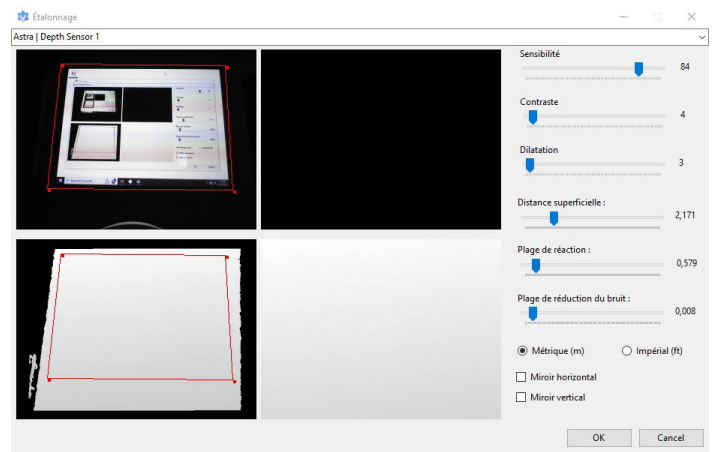 Étalonnage
Astra | Depth Sensor 1
Sensibilité
84
Contraste
4
Dilatation
3
Distance superficielle :
2,171
Plage de réaction :
0,579
Plage de réduction du bruit :
0,008
Métrique (m)
Impérial (ft)
Miroir horizontal
Miroir vertical
OK
Cancel